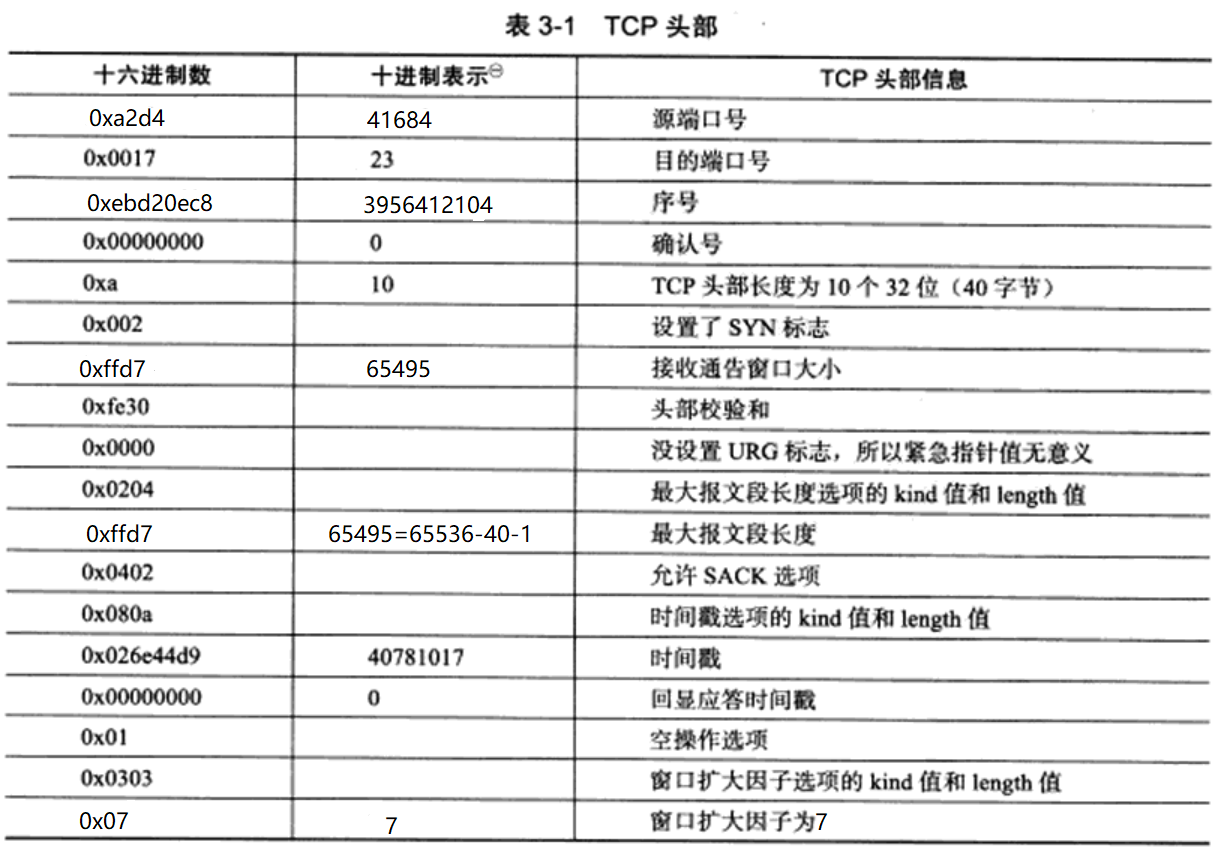 表 3-1 TCP 头部
十六进制数 十进制表示⊖ TCP 头部信息
0xa2d4 41684 源端口号
0x0017 23 目的端口号
0xebd20ec8 3956412104 序号
0x00000000 0 确认号
0xa 10 TCP 头部长度为 10 个 32 位（40 字节）
0x002 设置了 SYN 标志
0xffd7 65495 接收通告窗口大小
0xfe30 头部校验和
0x0000 没设置 URG 标志，所以紧急指针值无意义
0x0204 最大报文段长度选项的 kind 值和 length 值
0xffd7 65495=65536-40-1 最大报文段长度
0x0402 允许 SACK 选项
0x080a 时间戳选项的 kind 值和 length 值
0x026e44d9 40781017 时间戳
0x00000000 0 回显应答时间戳
0x01 空操作选项
0x0303 窗口扩大因子选项的 kind 值和 length 值
0x07 7 窗口扩大因子为7